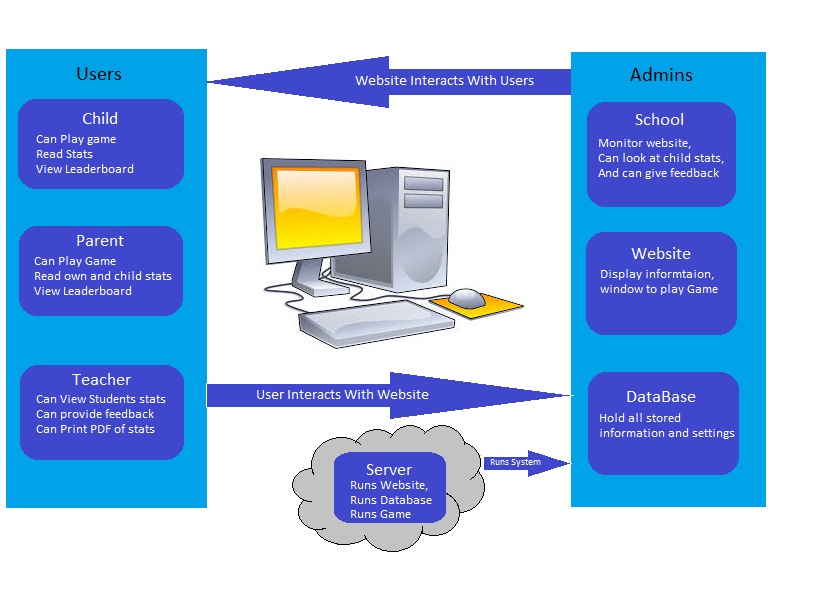 Users
Child
Can Play game
Read Stats
View Leaderboard
Parent
Can Play Game
Read own and child stats
View Leaderboard
Teacher
Can View Students stats
Can provide feedback
Can Print PDF of stats
Website Interacts With Users
User Interacts With Website
Server
Runs Website,
Runs Database
Runs Game
Runs System
Admins
School
Monitor website,
Can look at child stats,
And can give feedback
Website
Display informtaion,
window to play Game
DataBase
Hold all stored
information and settings